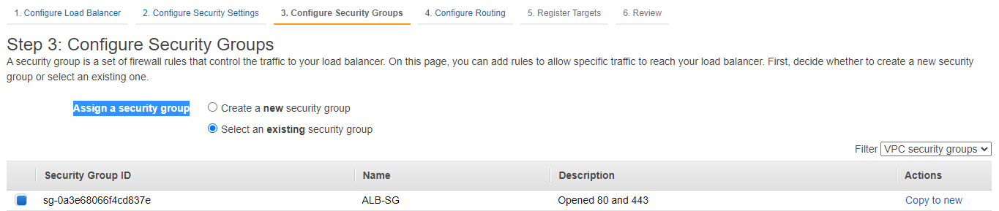 1. Configure Load Balancer 2. Configure Security Settings 3. Configure Security Groups 4. Configure Routing 5. Register Targets 6. Review
Step 3: Configure Security Groups
A security group is a set of firewall rules that control the traffic to your load balancer. On this page, you can add rules to allow specific traffic to reach your load balancer. First, decide whether to create a new security
group or select an existing one.
Assign a security group Create a new security group
Select an existing security group
Filter VPC security groups
Security Group ID Name Description Actions
sg-0a3e68066f4cd837e ALB-SG Opened 80 and 443 Copy to new